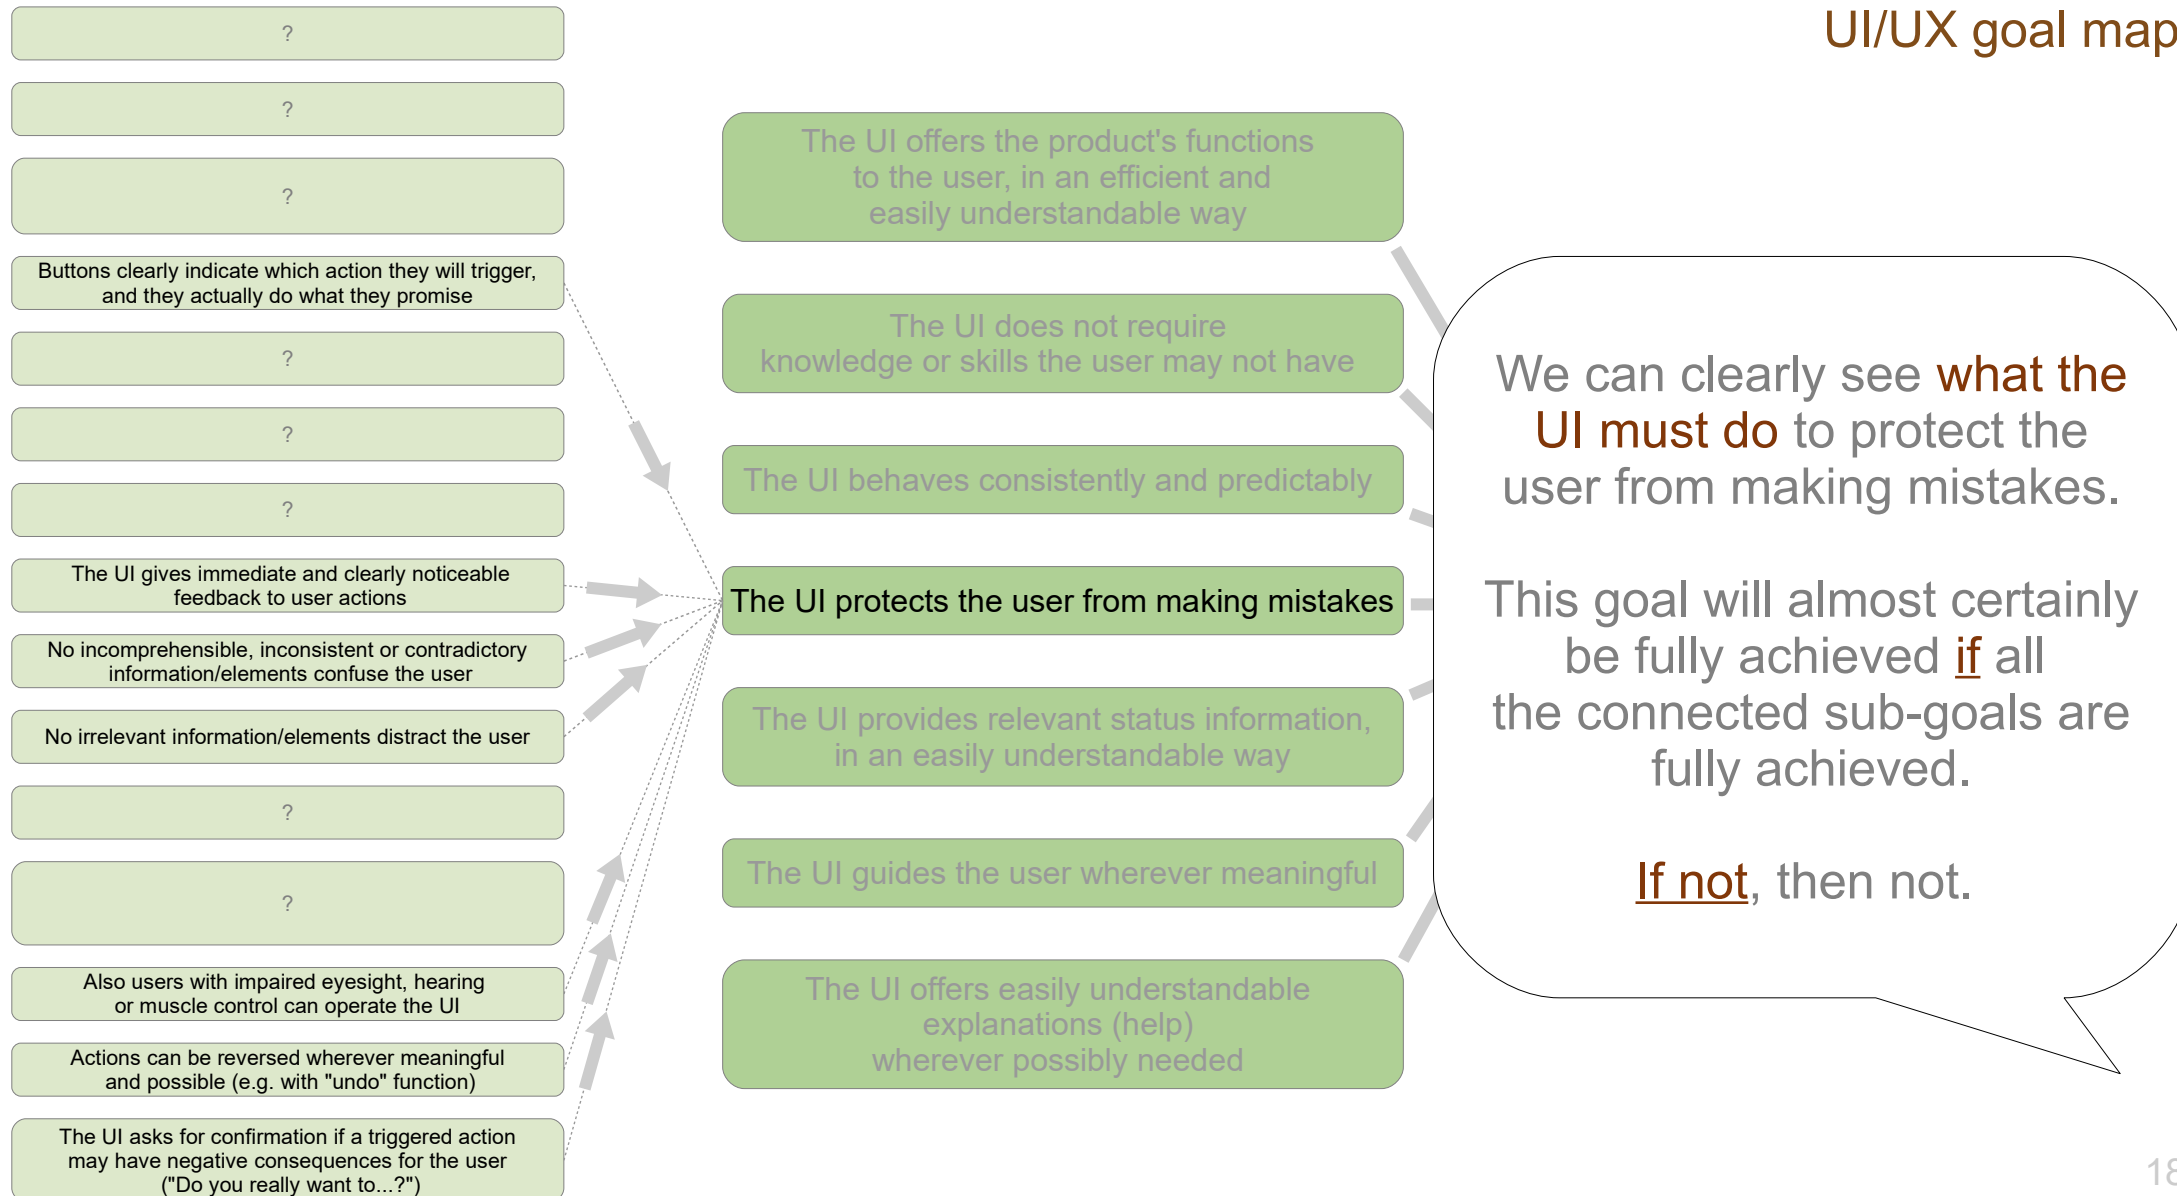 UI/UX goal map
?
?
?
Buttons clearly indicate which action they will trigger,
and they actually do what they promise
?
?
?
The UI gives immediate and clearly noticeable
feedback to user actions
No incomprehensible, inconsistent or contradictory
information/elements confuse the user
No irrelevant information/elements distract the user
?
?
Also users with impaired eyesight, hearing
or muscle control can operate the UI
Actions can be reversed wherever meaningful
and possible (e.g. with "undo" function)
The UI asks for confirmation if a triggered action
may have negative consequences for the user
("Do you really want to...?")
The UI offers the product's functions
to the user, in an efficient and
easily understandable way
The UI does not require
knowledge or skills the user may not have
The UI behaves consistently and predictably
The UI protects the user from making mistakes
The UI provides relevant status information,
in an easily understandable way
The UI guides the user wherever meaningful
The UI offers easily understandable
explanations (help)
wherever possibly needed
We can clearly see what the
UI must do to protect the
user from making mistakes.
This goal will almost certainly
be fully achieved if all
the connected sub-goals are
fully achieved.
If not, then not.
18